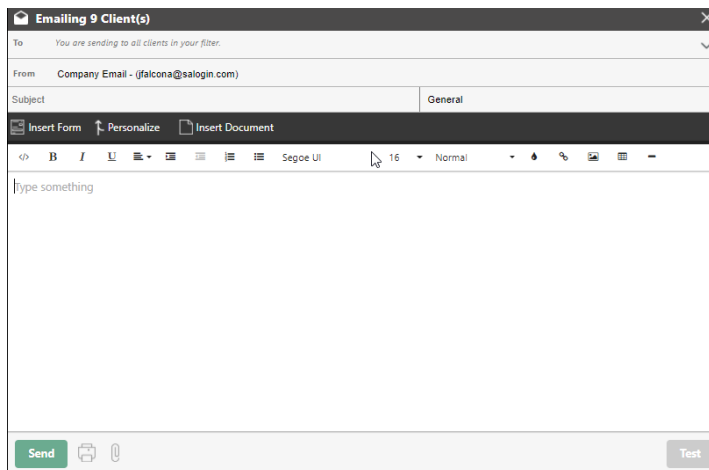 Emailing 9 Client(s)
To You are sending to all clients in your filter.
From Company Email - (jfalcona@salogin.com)
Subject General
Insert Form Personalize Insert Document
</> B I U Segoe UI 16 Normal
Type something
Send Test